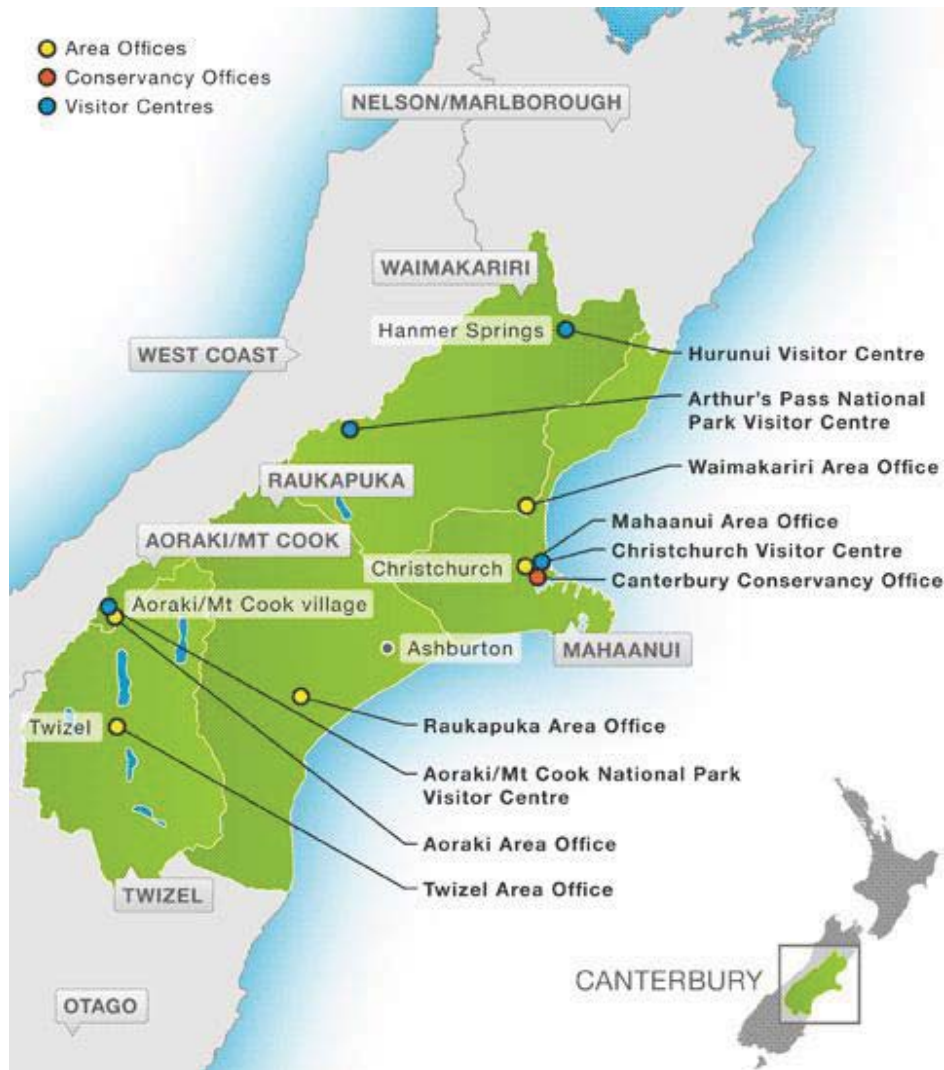 Area Offices
Conservancy Offices
Visitor Centres
NELSON/MARLBOROUGH
WAIMAKARIRI
Hanmer Springs
WEST COAST
Hurunui Visitor Centre
Arthur's Pass National
Park Visitor Centre
RAUKAPUKA
Waimakariri Area Office
AORAKI/MT COOK
Mahaanui Area Office
Christchurch Visitor Centre
Christchurch
Canterbury Conservancy Office
Aoraki/Mt Cook village
Ashburton
MAHAANUI
Twizel
Raukapuka Area Office
Aoraki/Mt Cook National Park
Visitor Centre
Aoraki Area Office
Twizel Area Office
TWIZEL
CANTERBURY
OTAGO